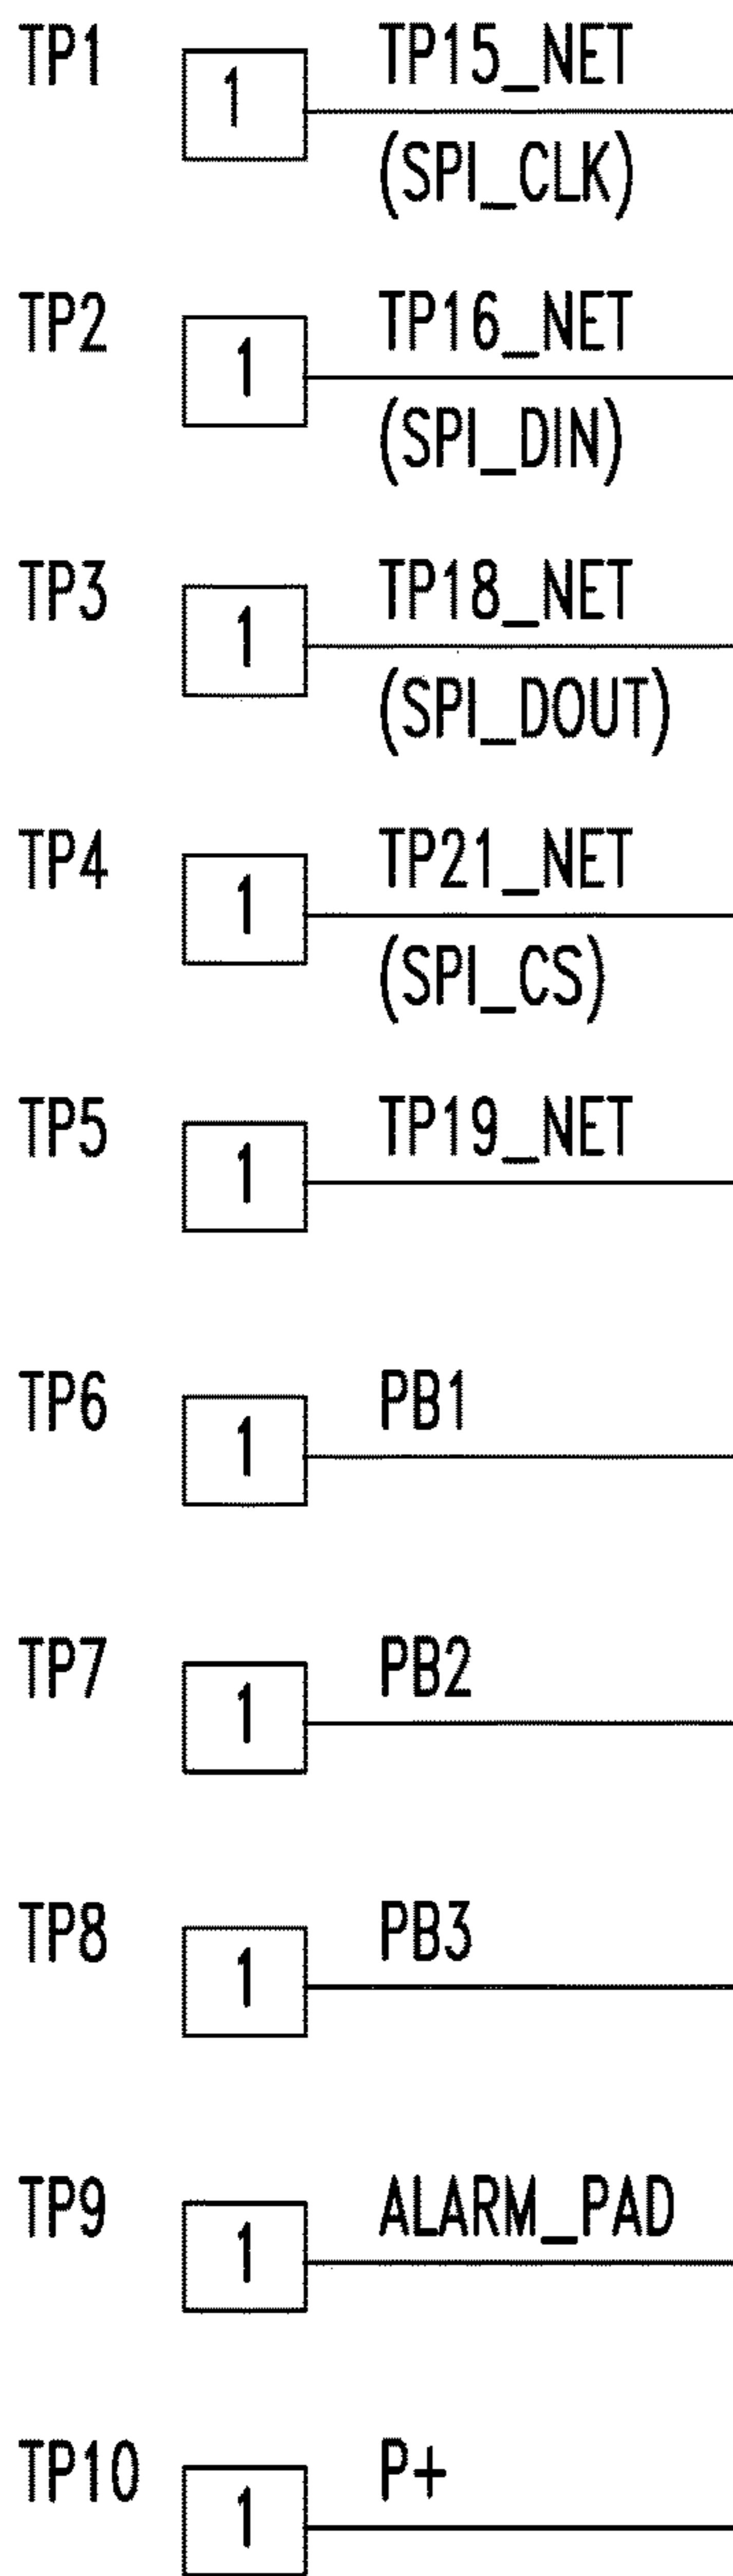 TP1 1 TP15_NET
(SPI_CLK)
TP2 1 TP16_NET
(SPI_DIN)
TP3 1 TP18_NET
(SPI_DOUT)
TP4 1 TP21_NET
(SPI_CS)
TP5 1 TP19_NET
TP6 1 PB1
TP7 1 PB2
TP8 1 PB3
TP9 1 ALARM_PAD
TP10 1 P+